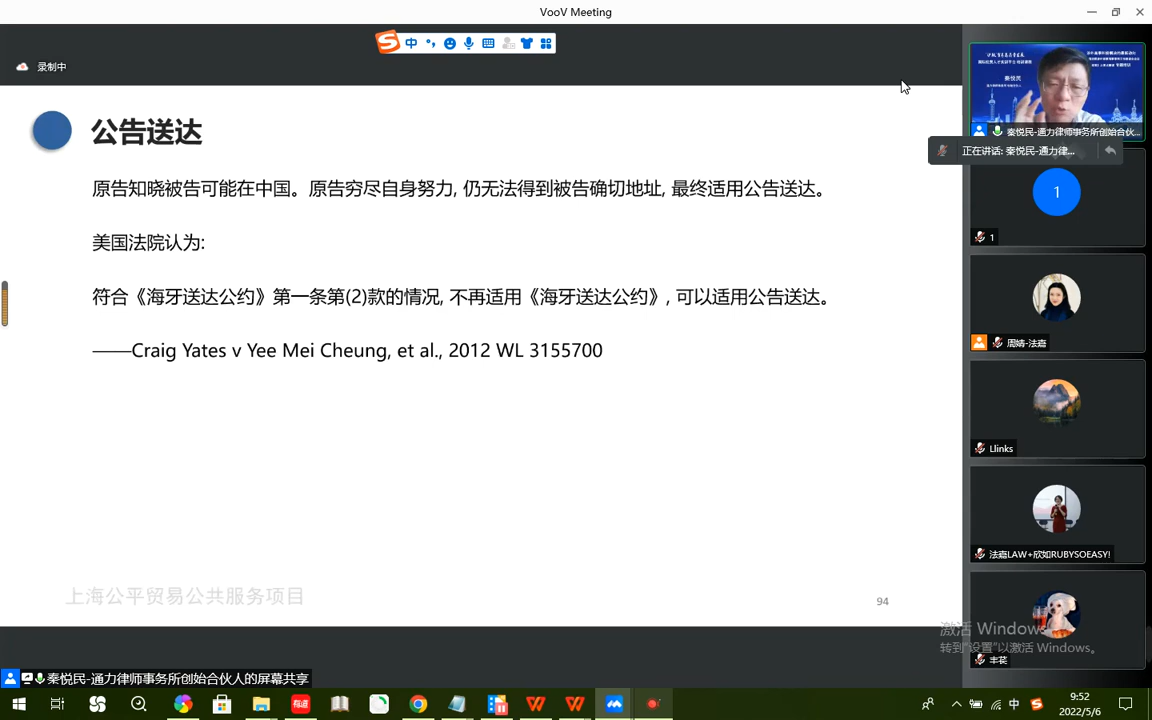 VooV Meeting
中
录制中
公告送达
原告知晓被告可能在中国。原告穷尽自身努力, 仍无法得到被告确切地址, 最终适用公告送达。
美国法院认为:
符合《海牙送达公约》第一条第(2)款的情况, 不再适用《海牙送达公约》, 可以适用公告送达。
——Craig Yates v Yee Mei Cheung, et al., 2012 WL 3155700
上海公平贸易公共服务项目
94
秦悦民
秦悦民-通力律师事务所创始合伙...
正在讲话: 秦悦民-通力律...
1
1
周嫡-法嘉
Llinks
法嘉LAW+欣如RUBYSOEASY!
激活 Windows
转到"设置"以激活 Windows。
丰苌
秦悦民-通力律师事务所创始合伙人的屏幕共享
有道
中
9:52
2022/5/6